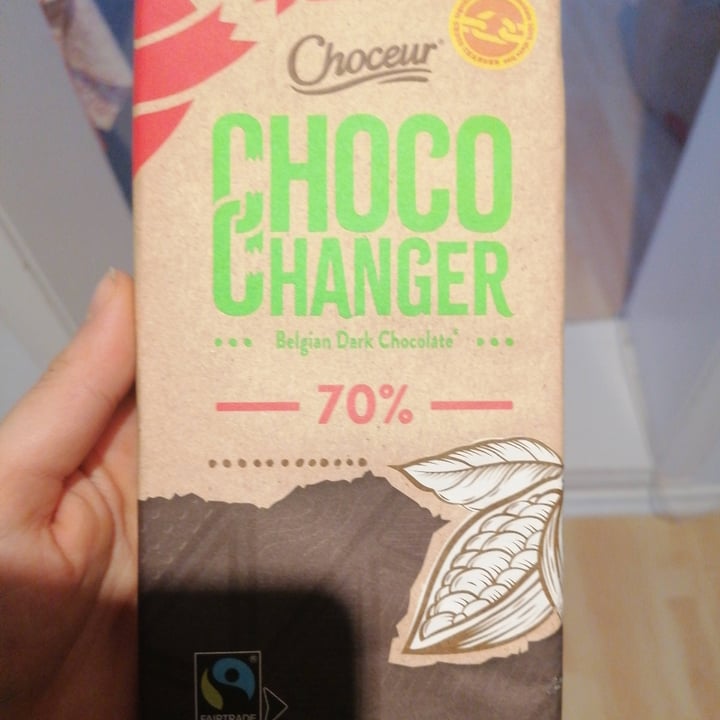 Choceur®
CHOCO
CHANGER
Belgian Dark Chocolate*
70%
®
FAIRTRADE